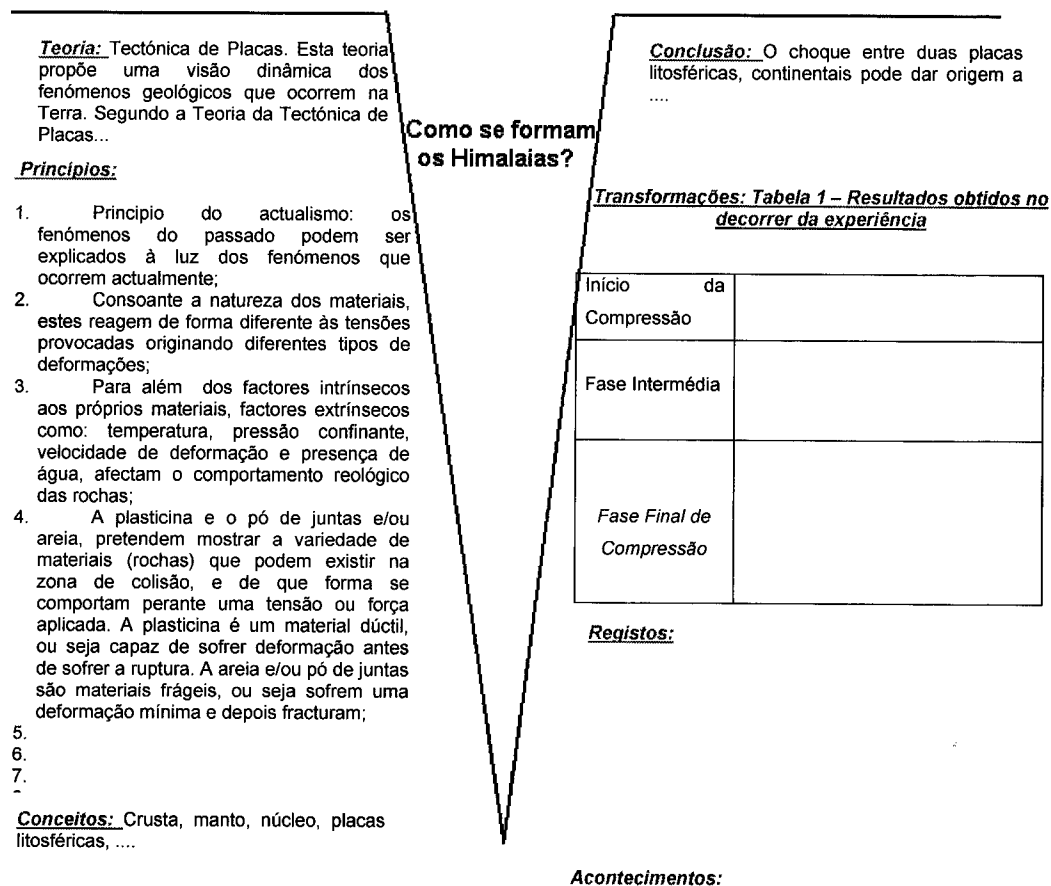 Teoria: Tectónica de Placas. Esta teoria
propõe uma visão dinâmica dos
fenómenos geológicos que ocorrem na
Terra. Segundo a Teoria da Tectónica de
Placas...
Princípios:
1. Principio do actualismo: os
fenómenos do passado podem ser
explicados à luz dos fenómenos que
ocorrem actualmente;
2. Consoante a natureza dos materiais,
estes reagem de forma diferente às tensões
provocadas originando diferentes tipos de
deformações;
3. Para além dos factores intrínsecos
aos próprios materiais, factores extrínsecos
como: temperatura, pressão confinante,
velocidade de deformação e presença de
água, afectam o comportamento reológico
das rochas;
4. A plasticina e o pó de juntas e/ou
areia, pretendem mostrar a variedade de
materiais (rochas) que podem existir na
zona de colisão, e de que forma se
comportam perante uma tensão ou força
aplicada. A plasticina é um material dúctil,
ou seja capaz de sofrer deformação antes
de sofrer a ruptura. A areia e/ou pó de juntas
são materiais frágeis, ou seja sofrem uma
deformação mínima e depois fracturam;
5.
6.
7.
Conceitos: Crusta, manto, núcleo, placas
litosféricas, ....
Como se formam
os Himalaias?
Conclusão: O choque entre duas placas
litosféricas, continentais pode dar origem a
....
Transformações: Tabela 1 – Resultados obtidos no
decorrer da experiência
Início da
Compressão
Fase Intermédia
Fase Final de
Compressão
Registos:
Acontecimentos: